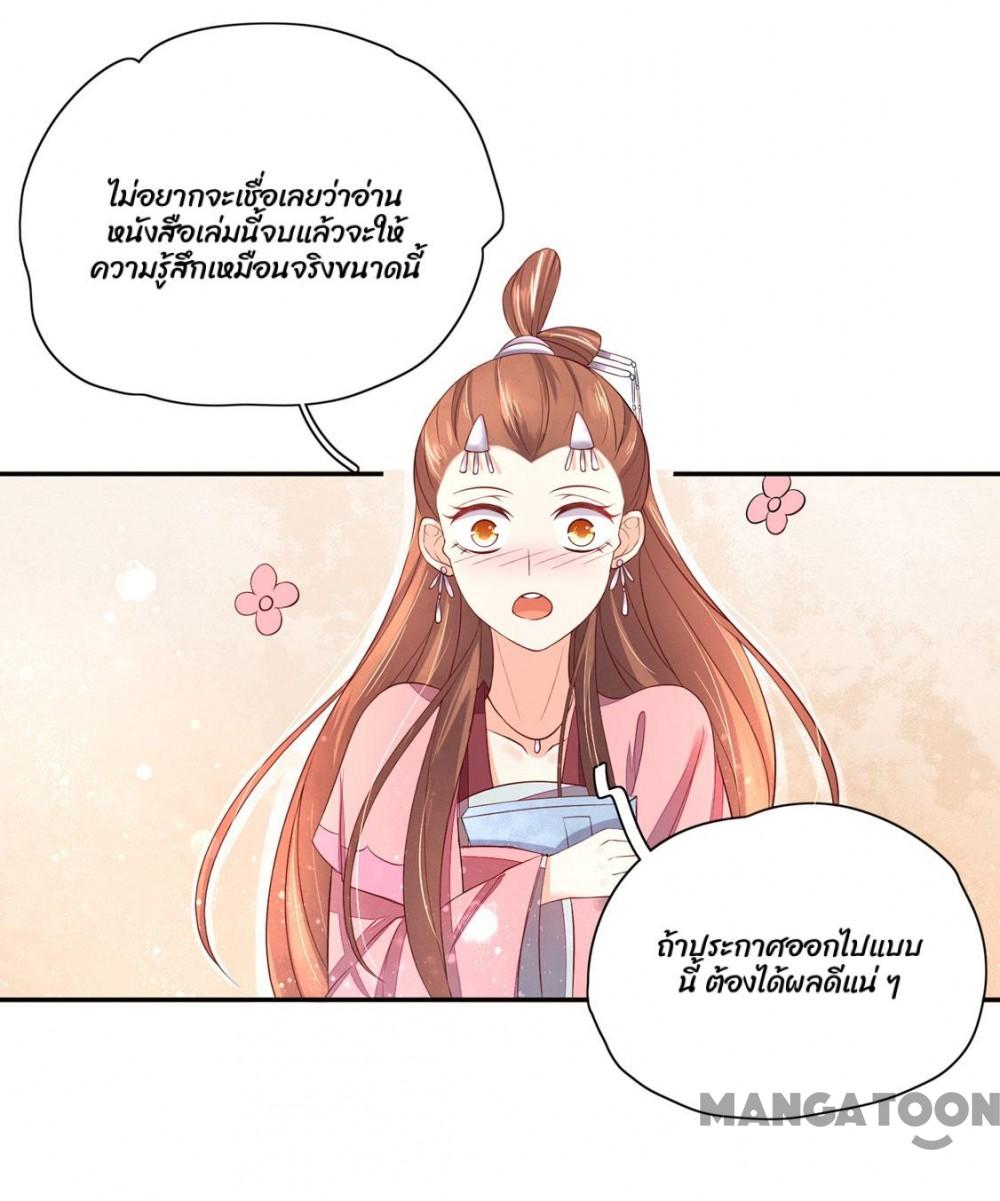 ไม่อยากจะเชื่อเลยว่าอ่าน
หนังสือเล่มนี้จบแล้วจะให้
ความรู้สึกเหมือนจริงขนาดนี้
ถ้าประกาศออกไปแบบ
นี้ ต้องได้ผลดีแน่ ๆ
MANGATOON